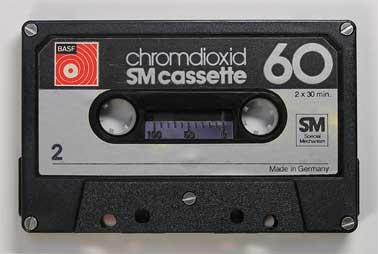 BASF
chromdioxid
SM cassette
60
2 x 30 min.
100 50
SM
Special
Mechanism
2
Made in Germany